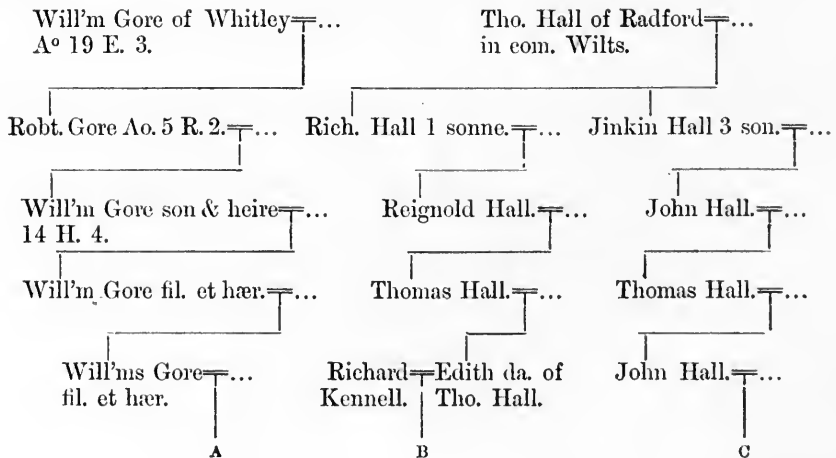 Will'm Gore of Whitley=... Tho. Hall of Radford=...
Aº 19 E. 3. in com. Wilts.
Robt. Gore Ao. 5 R. 2.=... Rich. Hall 1 sonne.=... Jinkin Hall 3 son.=...
Will'm Gore son & heire=... Reignold Hall.=... John Hall.=...
14 H. 4.
Will'm Gore fil. et hær.=... Thomas Hall.=... Thomas Hall.=...
Will'ms Gore=... Richard=Edith da. of John Hall.=...
fil. et hær. Kennell. Tho. Hall.
A B C